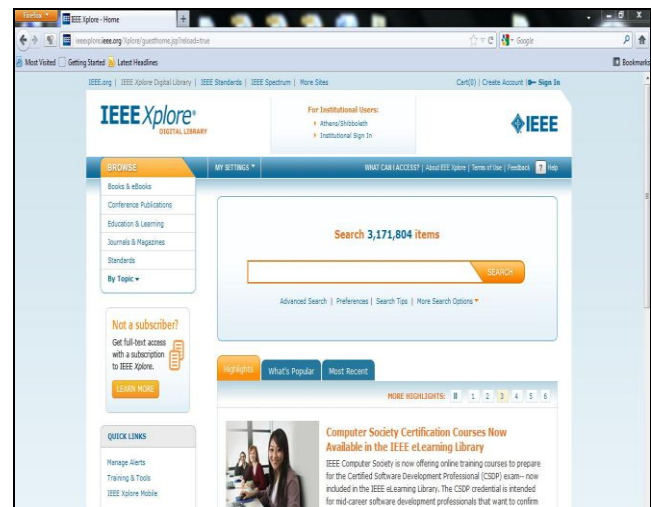 Firefox
IEEE Xplore - Home
ieeexplore.ieee.org/Xplore/guesthome.jsp?reload=true
Google
Most Visited Getting Started Latest Headlines
Bookmarks
IEEE.org | IEEE Xplore Digital Library | IEEE Standards | IEEE Spectrum | More Sites
Cart(0) | Create Account | Sign In
IEEE Xplore®
DIGITAL LIBRARY
For Institutional Users:
Athens/Shibboleth
Institutional Sign In
IEEE
BROWSE
MY SETTINGS
WHAT CAN I ACCESS? | About IEEE Xplore | Terms of Use | Feedback ? Help
Books & eBooks
Conference Publications
Education & Learning
Journals & Magazines
Standards
By Topic
Search 3,171,804 items
SEARCH
Advanced Search | Preferences | Search Tips | More Search Options
Not a subscriber?
Get full-text access
with a subscription
to IEEE Xplore.
LEARN MORE
Highlights
What's Popular
Most Recent
MORE HIGHLIGHTS: 1 2 3 4 5 6
QUICK LINKS
Manage Alerts
Training & Tools
IEEE Xplore Mobile
Computer Society Certification Courses Now
Available in the IEEE eLearning Library
IEEE Computer Society is now offering online training courses to prepare
for the Certified Software Development Professional (CSDP) exam-- now
included in the IEEE eLearning Library. The CSDP credential is intended
for mid-career software development professionals that want to confirm